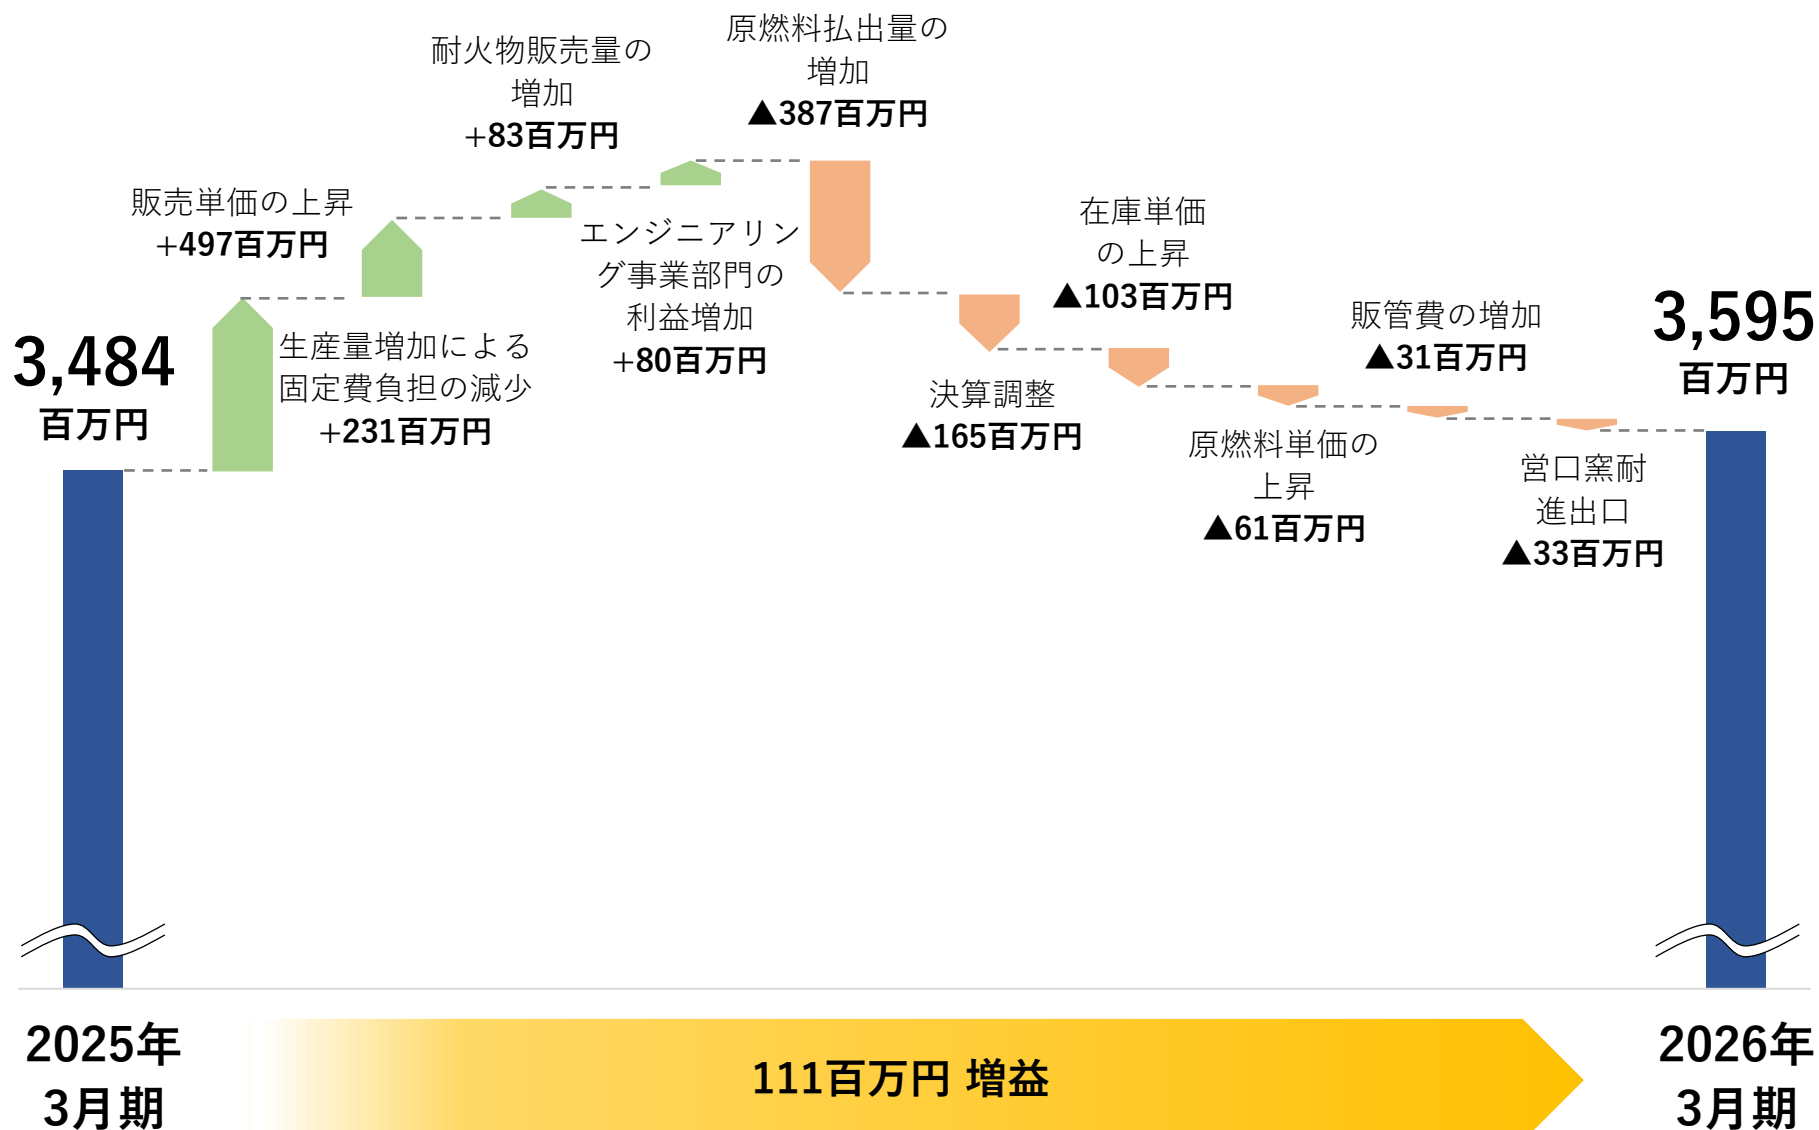 3,484
百万円
販売単価の上昇
+497百万円
生産量増加による
固定費負担の減少
+231百万円
耐火物販売量の
増加
+83百万円
エンジニアリン
グ事業部門の
利益増加
+80百万円
原燃料払出量の
増加
▲387百万円
決算調整
▲165百万円
在庫単価
の上昇
▲103百万円
原燃料単価の
上昇
▲61百万円
販管費の増加
▲31百万円
営口窯耐
進出口
▲33百万円
3,595
百万円
2025年
3月期
111百万円 増益
2026年
3月期